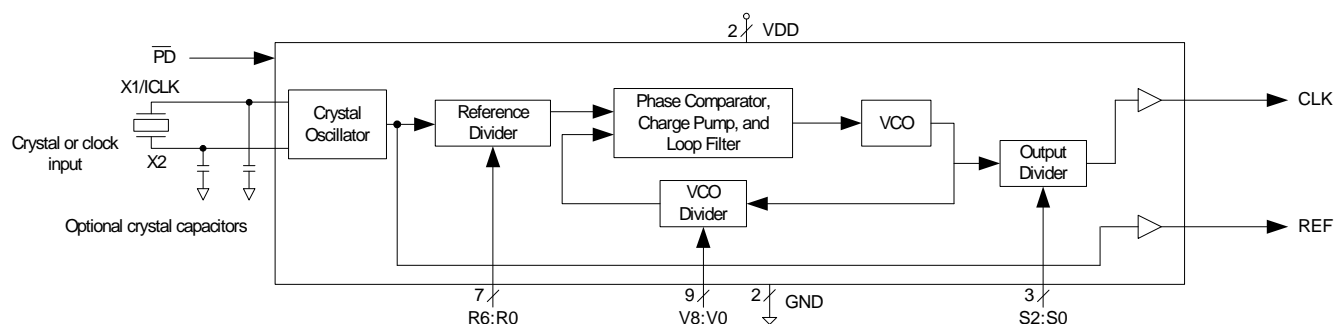 2 VDD
PD
X1/ICLK
Crystal or clock
input
X2
Optional crystal capacitors
Crystal
Oscillator
Reference
Divider
Phase Comparator,
Charge Pump, and
Loop Filter
VCO
VCO
Divider
Output
Divider
CLK
REF
7
R6:R0
9
V8:V0
2
GND
3
S2:S0